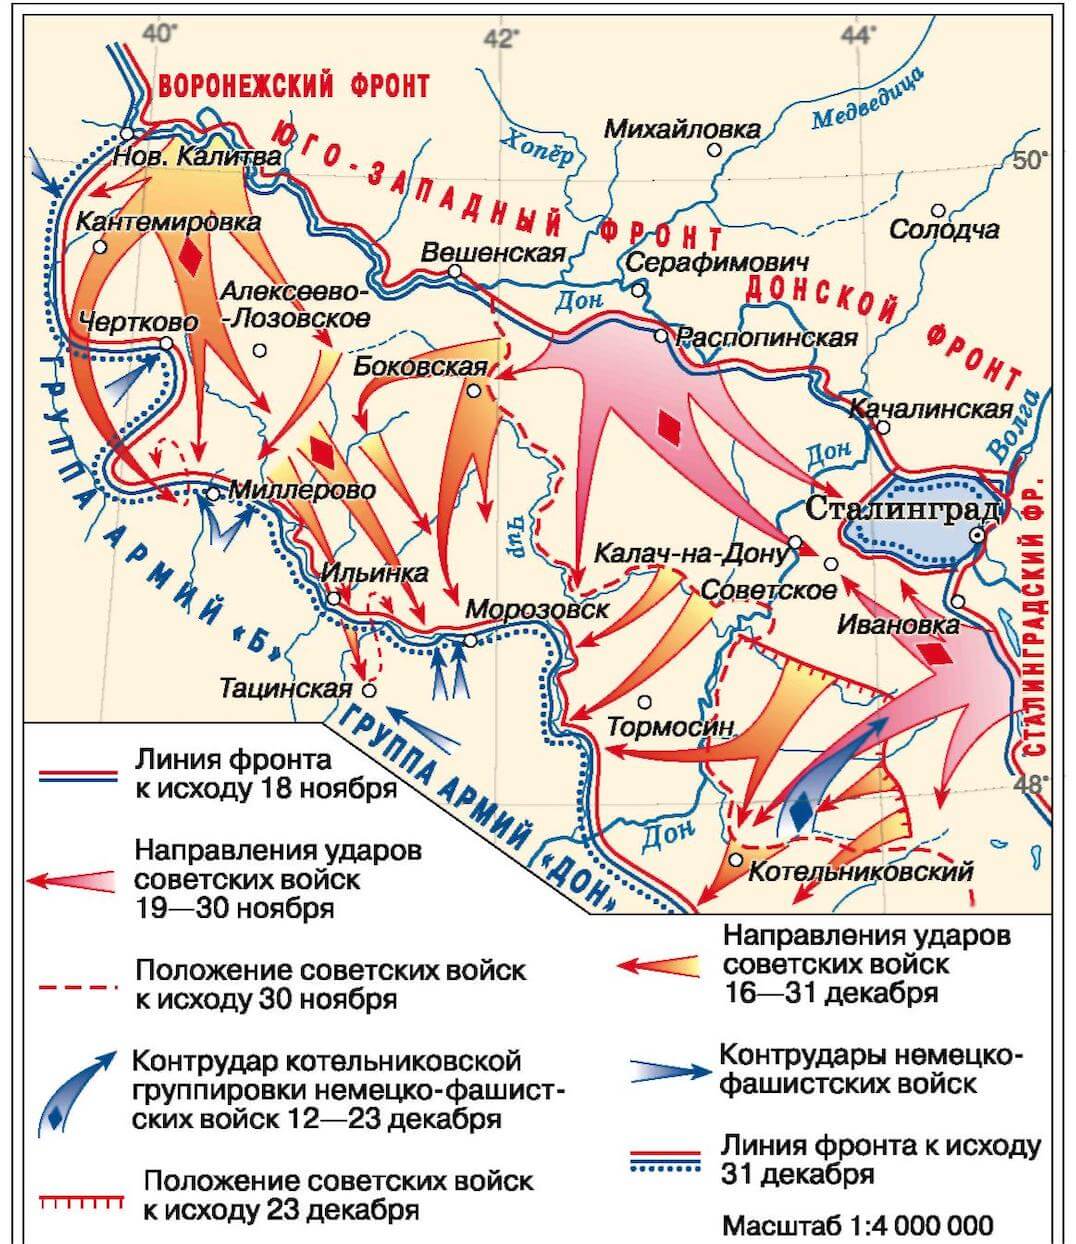 40°
42°
44°
ВОРОНЕЖСКИЙ ФРОНТ
ЮГО-ЗАПАДНЫЙ ФРОНТ
Хопёр
Михайловка
Медведица
50°
Нов. Калитва
Кантемировка
Солодча
Вешенская
Серафимович
ДОНСКОЙ ФРОНТ
Алексеево-
-Лозовское
Дон
Чертково
Распопинская
Боковская
Качалинская
Волга
Дон
ГРУППА АРМИЙ «Б»
Миллерово
Сталинград
Чир
Калач-на-Дону
Советское
СТАЛИНГРАДСКИЙ ФР.
Ильинка
Морозовск
Ивановка
Тацинская
Тормосин
ГРУППА АРМИЙ «ДОН»
48°
Дон
Котельниковский
Линия фронта
к исходу 18 ноября
Направления ударов
советских войск
19—30 ноября
Положение советских войск
к исходу 30 ноября
Контрудар котельниковской
группировки немецко-фашист-
ских войск 12—23 декабря
Положение советских войск
к исходу 23 декабря
Направления ударов
советских войск
16—31 декабря
Контрудары немецко-
фашистских войск
Линия фронта к исходу
31 декабря
Масштаб 1:4 000 000